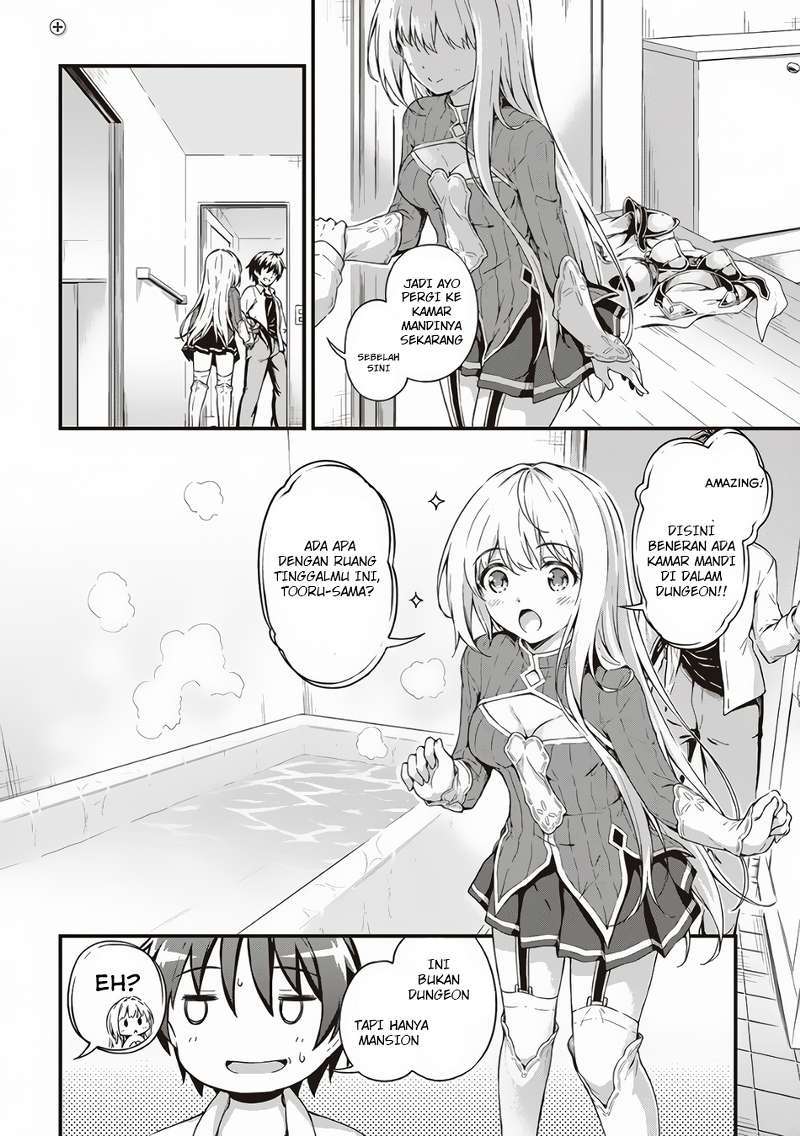 JADI AYO
PERGI KE
KAMAR
MANDINYA
SEKARANG
SEBELAH
SINI
AMAZING!
DISINI
BENERAN ADA
KAMAR MANDI
DI DALAM
DUNGEON!!
ADA APA
DENGAN RUANG
TINGGALMU INI,
TOORU-SAMA?
INI
BUKAN
DUNGEON
TAPI HANYA
MANSION
EH?